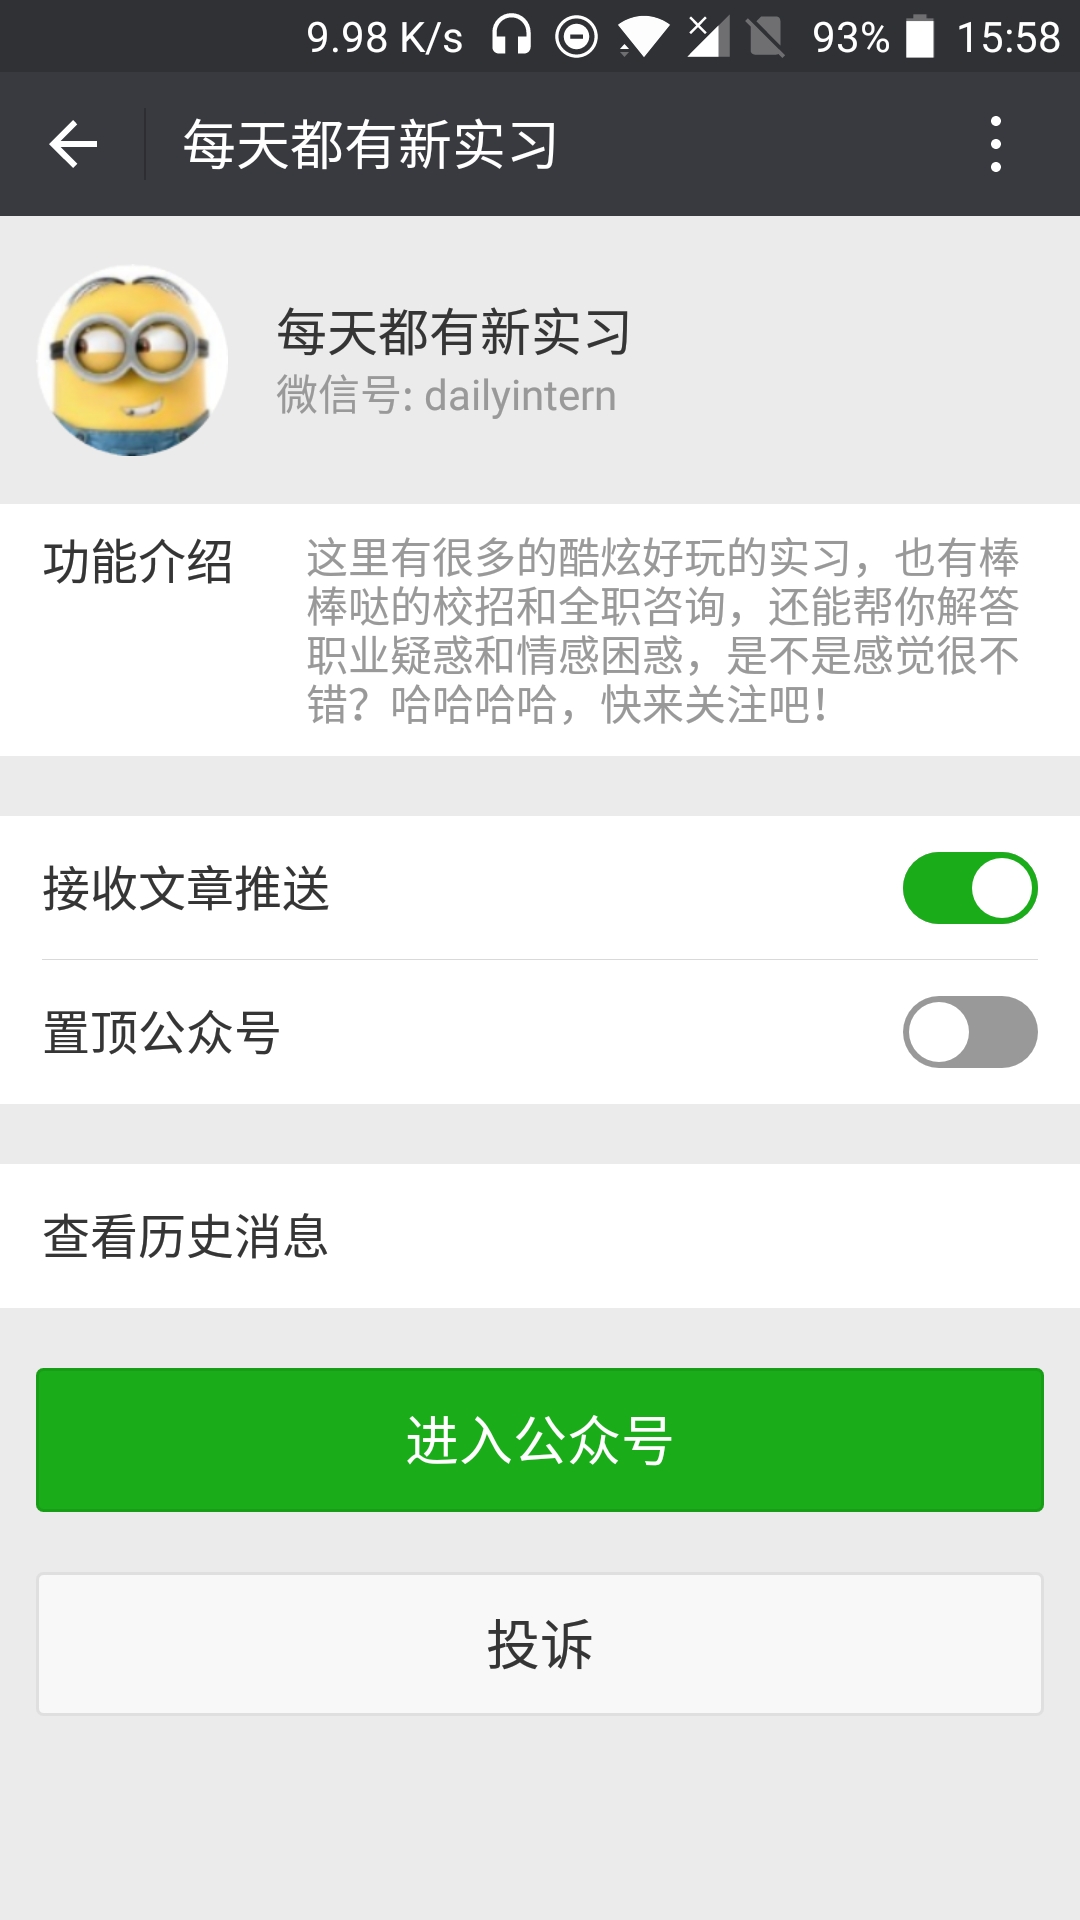 9.98 K/s 93% 15:58
每天都有新实习
每天都有新实习
微信号: dailyintern
功能介绍
这里有很多的酷炫好玩的实习，也有棒
棒哒的校招和全职咨询，还能帮你解答
职业疑惑和情感困惑，是不是感觉很不
错？哈哈哈哈，快来关注吧！
接收文章推送
置顶公众号
查看历史消息
进入公众号
投诉